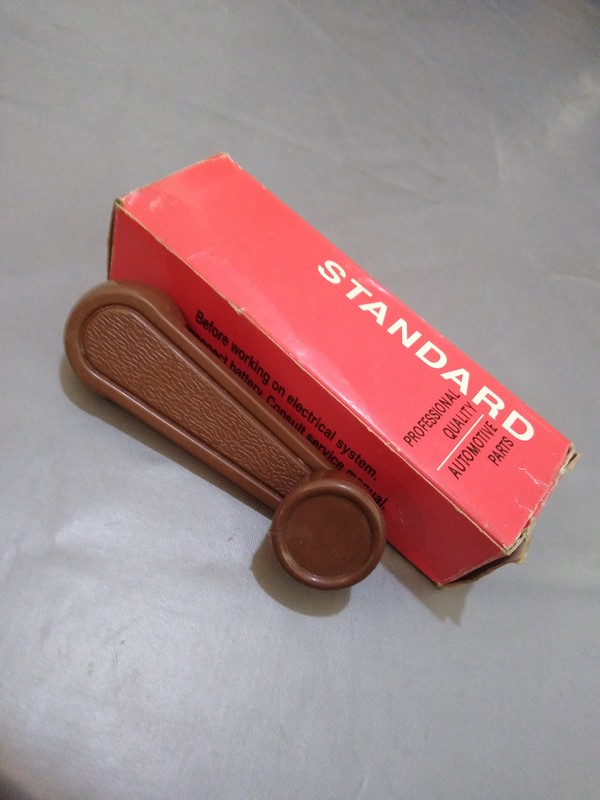 STANDARD
PROFESSIONAL
QUALITY
AUTOMOTIVE
PARTS
Before working on electrical system,
battery. Consult service manual.